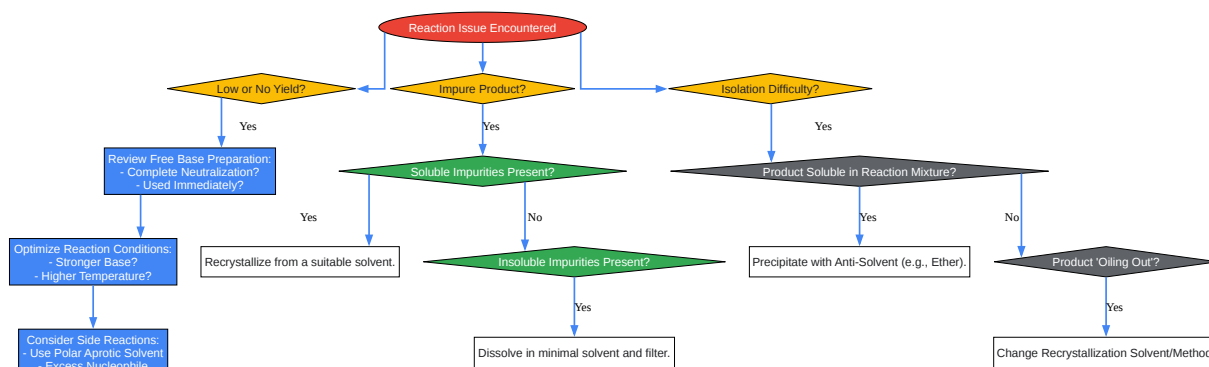 Reaction Issue Encountered
Low or No Yield?
Impure Product?
Isolation Difficulty?
Yes
Yes
Yes
Review Free Base Preparation:
- Complete Neutralization?
- Used Immediately?
Soluble Impurities Present?
Product Soluble in Reaction Mixture?
Yes
No
Yes
No
Optimize Reaction Conditions:
- Stronger Base?
- Higher Temperature?
Recrystallize from a suitable solvent.
Insoluble Impurities Present?
Precipitate with Anti-Solvent (e.g., Ether).
Product 'Oiling Out'?
Yes
Yes
Consider Side Reactions:
- Use Polar Aprotic Solvent
- Excess Nucleophile
Dissolve in minimal solvent and filter.
Change Recrystallization Solvent/Method